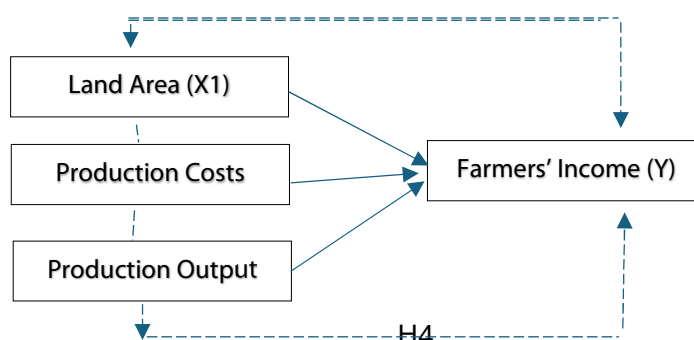 Land Area (X1)
Production Costs
Farmers’ Income (Y)
Production Output
H4